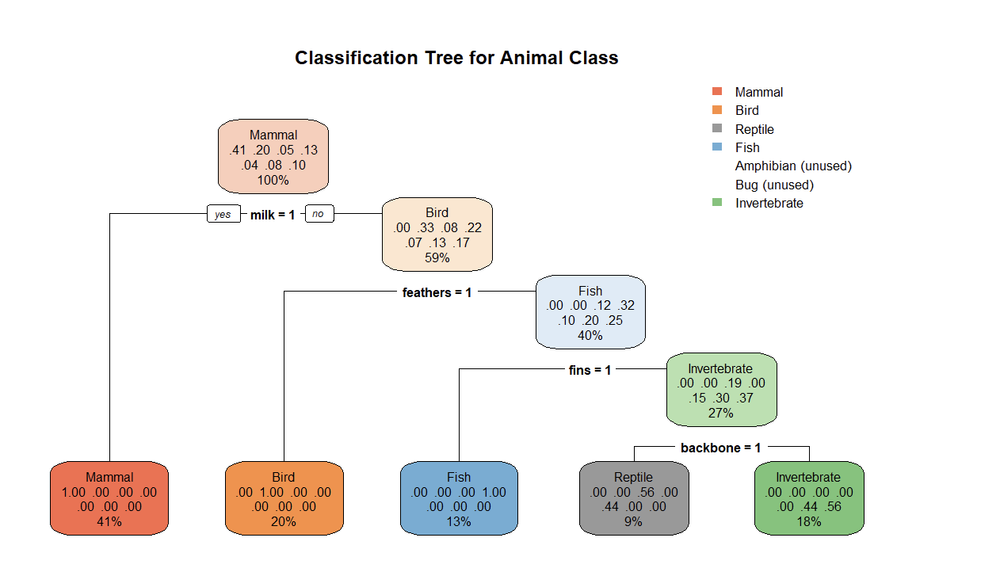 Classification Tree for Animal Class
Mammal
Bird
Reptile
Fish
Amphibian (unused)
Bug (unused)
Invertebrate
Mammal
.41 .20 .05 .13
.04 .08 .10
100%
yes milk = 1 no
Bird
.00 .33 .08 .22
.07 .13 .17
59%
feathers = 1
Fish
.00 .00 .12 .32
.10 .20 .25
40%
fins = 1
Invertebrate
.00 .00 .19 .00
.15 .30 .37
27%
backbone = 1
Mammal
1.00 .00 .00 .00
.00 .00 .00
41%
Bird
.00 1.00 .00 .00
.00 .00 .00
20%
Fish
.00 .00 .00 1.00
.00 .00 .00
13%
Reptile
.00 .00 .56 .00
.44 .00 .00
9%
Invertebrate
.00 .00 .00 .00
.00 .44 .56
18%